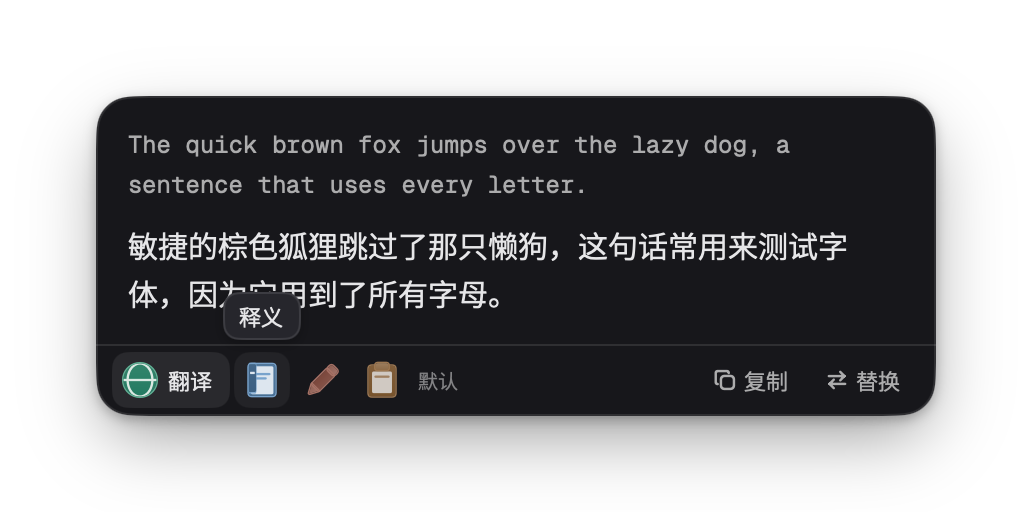 The quick brown fox jumps over the lazy dog, a
sentence that uses every letter.
敏捷的棕色狐狸跳过了那只懒狗，这句话常用来测试字
体，因为它用到了所有字母。
释义
翻译 默认 复制 替换